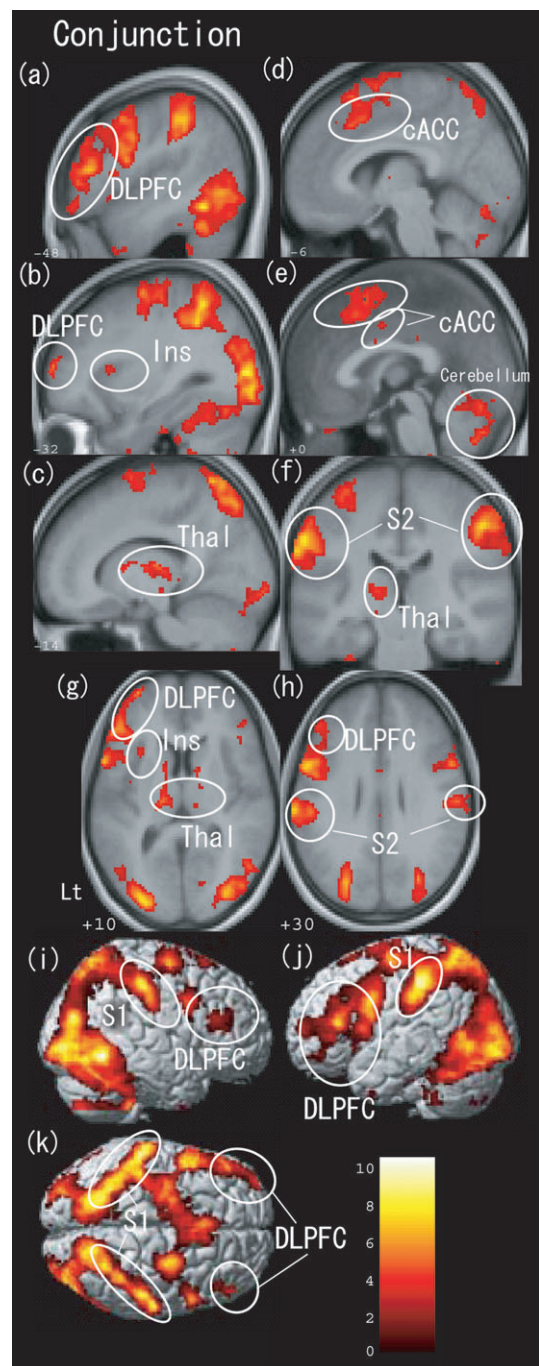 Conjunction
(a)
DLPFC
-48
(d)
cACC
-6
(b)
DLPFC
Ins
-32
(e)
cACC
Cerebellum
+0
(c)
Thal
-14
(f)
S2
Thal
(g)
DLPFC
Ins
Thal
Lt
+10
(h)
DLPFC
S2
+30
(i)
S1
DLPFC
(j)
S1
DLPFC
(k)
S1
DLPFC
10
8
6
4
2
0